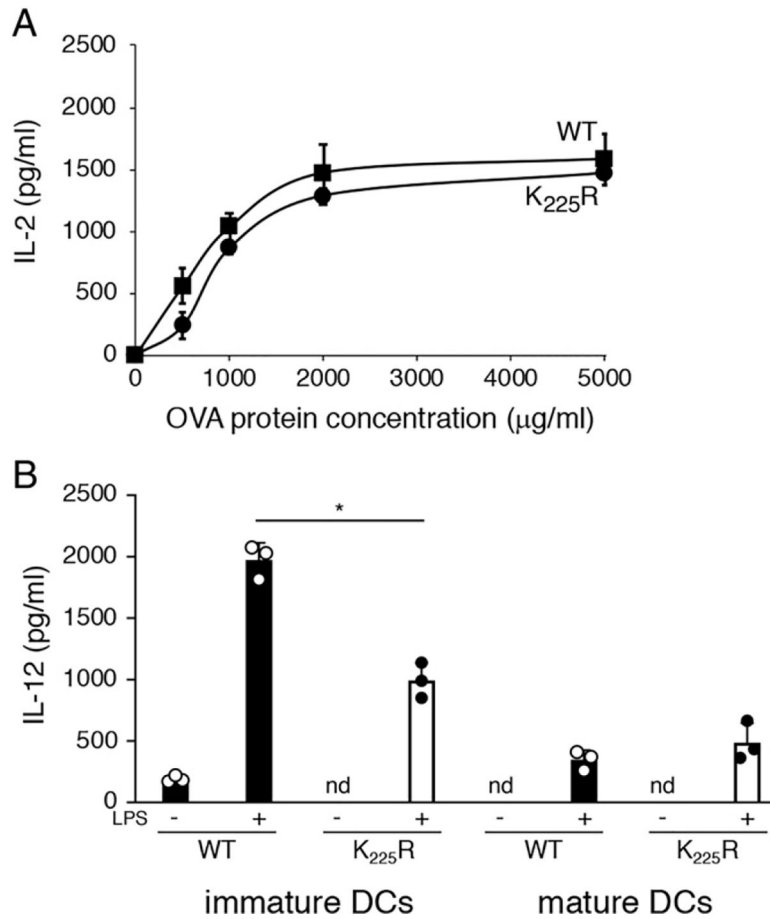 A
2500
2000
1500
1000
500
0
IL-2 (pg/ml)
WT
K225R
0 1000 2000 3000 4000 5000
OVA protein concentration (μg/ml)
B
2500
2000
1500
1000
500
0
IL-12 (pg/ml)
*
nd nd nd
LPS - + - + - + - +
WT K225R WT K225R
immature DCs mature DCs